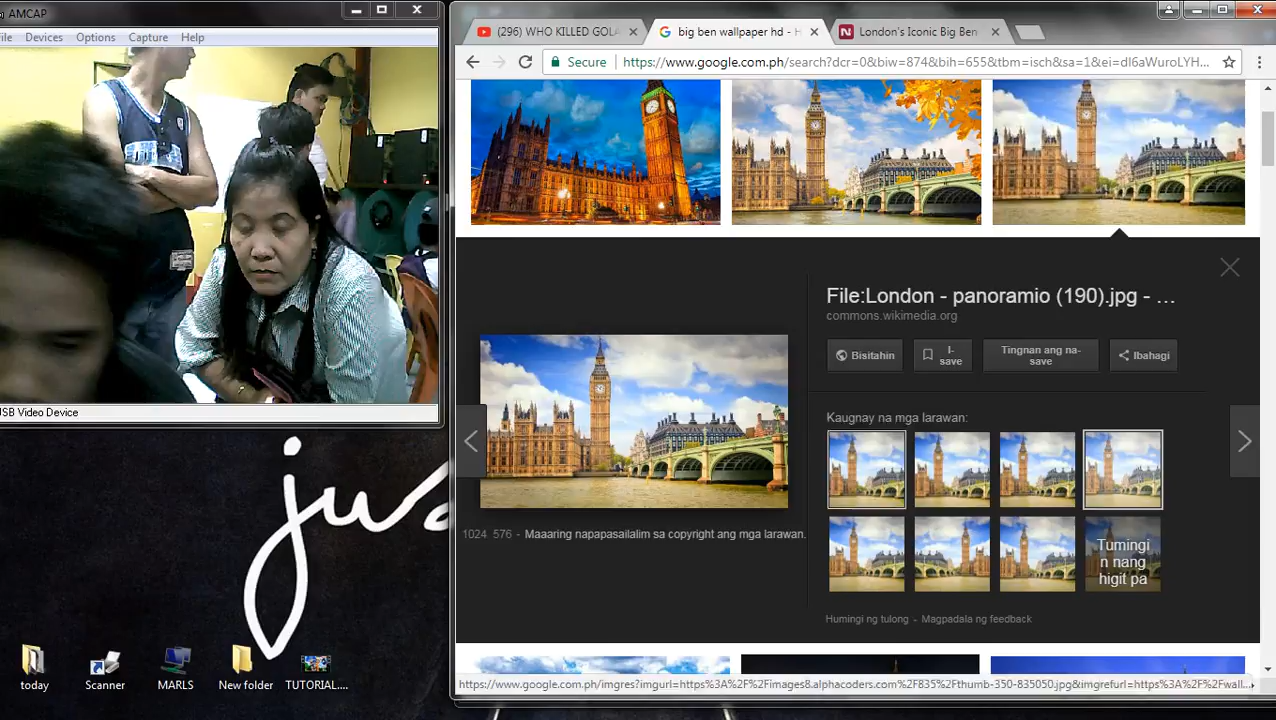 AMCAP
ile Devices Options Capture Help
JSB Video Device
(296) WHO KILLED GOLA
big ben wallpaper hd - H
London's Iconic Big Ben
Secure https://www.google.com.ph/search?dcr=0&biw=874&bih=655&tbm=isch&sa=1&ei=dI6aWuroLYH...
File:London - panoramio (190).jpg - ...
commons.wikimedia.org
Bisitahin
I-
save
Tingnan ang na-
save
Ibahagi
Kaugnay na mga larawan:
1024 576 - Maaaring napapasailalim sa copyright ang mga larawan.
Tumingi
n nang
higit pa
Humingi ng tulong - Magpadala ng feedback
jus
today
Scanner
MARLS
New folder
TUTORIAL....
https://www.google.com.ph/imgres?imgurl=https%3A%2F%2Fimages8.alphacoders.com%2F835%2Fthumb-350-835050.jpg&imgrefurl=https%3A%2F%2Fwall...